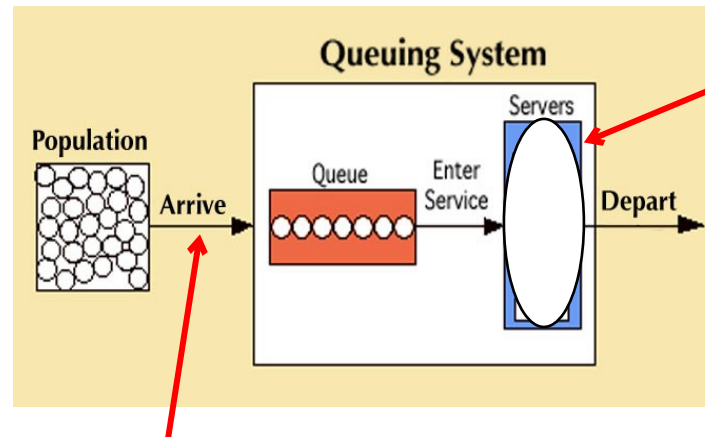 Queuing System
Servers
Population
Queue
Enter
Service
Arrive
Depart